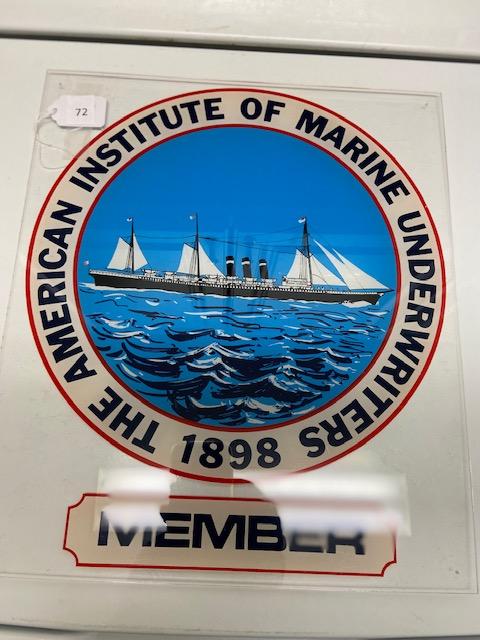 72
THE AMERICAN INSTITUTE OF MARINE UNDERWRITERS
1898
MEMBER